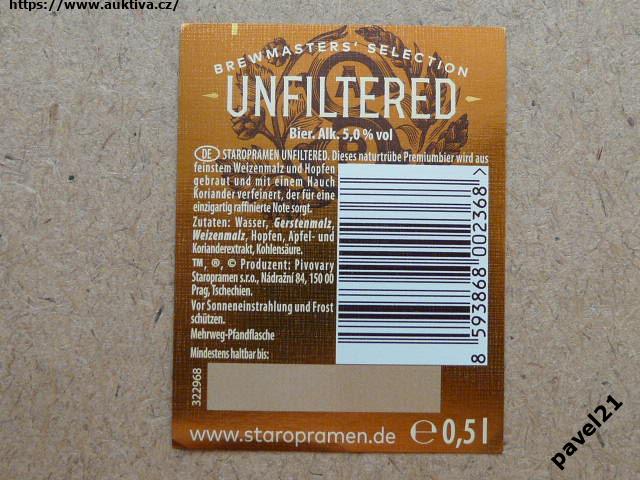 https://www.auktiva.cz/
BREWMASTERS' SELECTION
UNFILTERED
Bier. Alk. 5,0 % vol
DE STAROPRAMEN UNFILTERED. Dieses naturtrübe Premiumbier wird aus
feinstem Weizenmalz und Hopfen
gebraut und mit einem Hauch
Koriander verfeinert, der für eine
einzigartig raffinierte Note sorgt.
Zutaten: Wasser, Gerstenmalz,
Weizenmalz, Hopfen, Apfel- und
Korianderextrakt, Kohlensäure.
™, ®, © Produzent: Pivovary
Staropramen s.r.o., Nádražní 84, 150 00
Prag, Tschechien.
Vor Sonneneinstrahlung und Frost
schützen.
Mehrweg-Pfandflasche
Mindestens haltbar bis:
8 593868 002368 >
322968
www.staropramen.de ℮ 0,5 l
pavel21